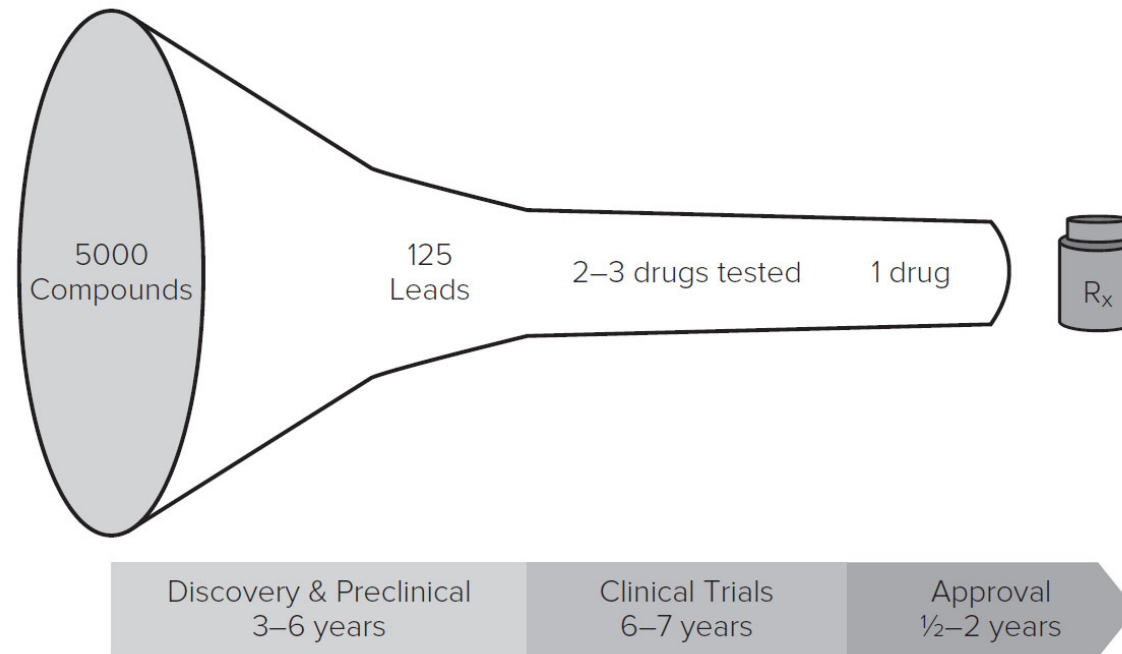 5000
Compounds
125
Leads
2–3 drugs tested
1 drug
Rₓ
Discovery & Preclinical
3–6 years
Clinical Trials
6–7 years
Approval
½–2 years